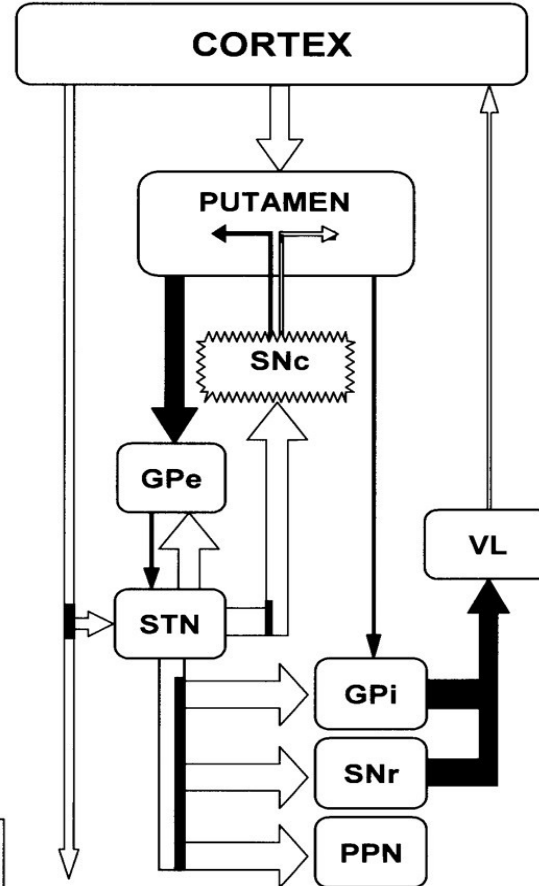 CORTEX
PUTAMEN
SNc
GPe
VL
STN
GPi
SNr
PPN